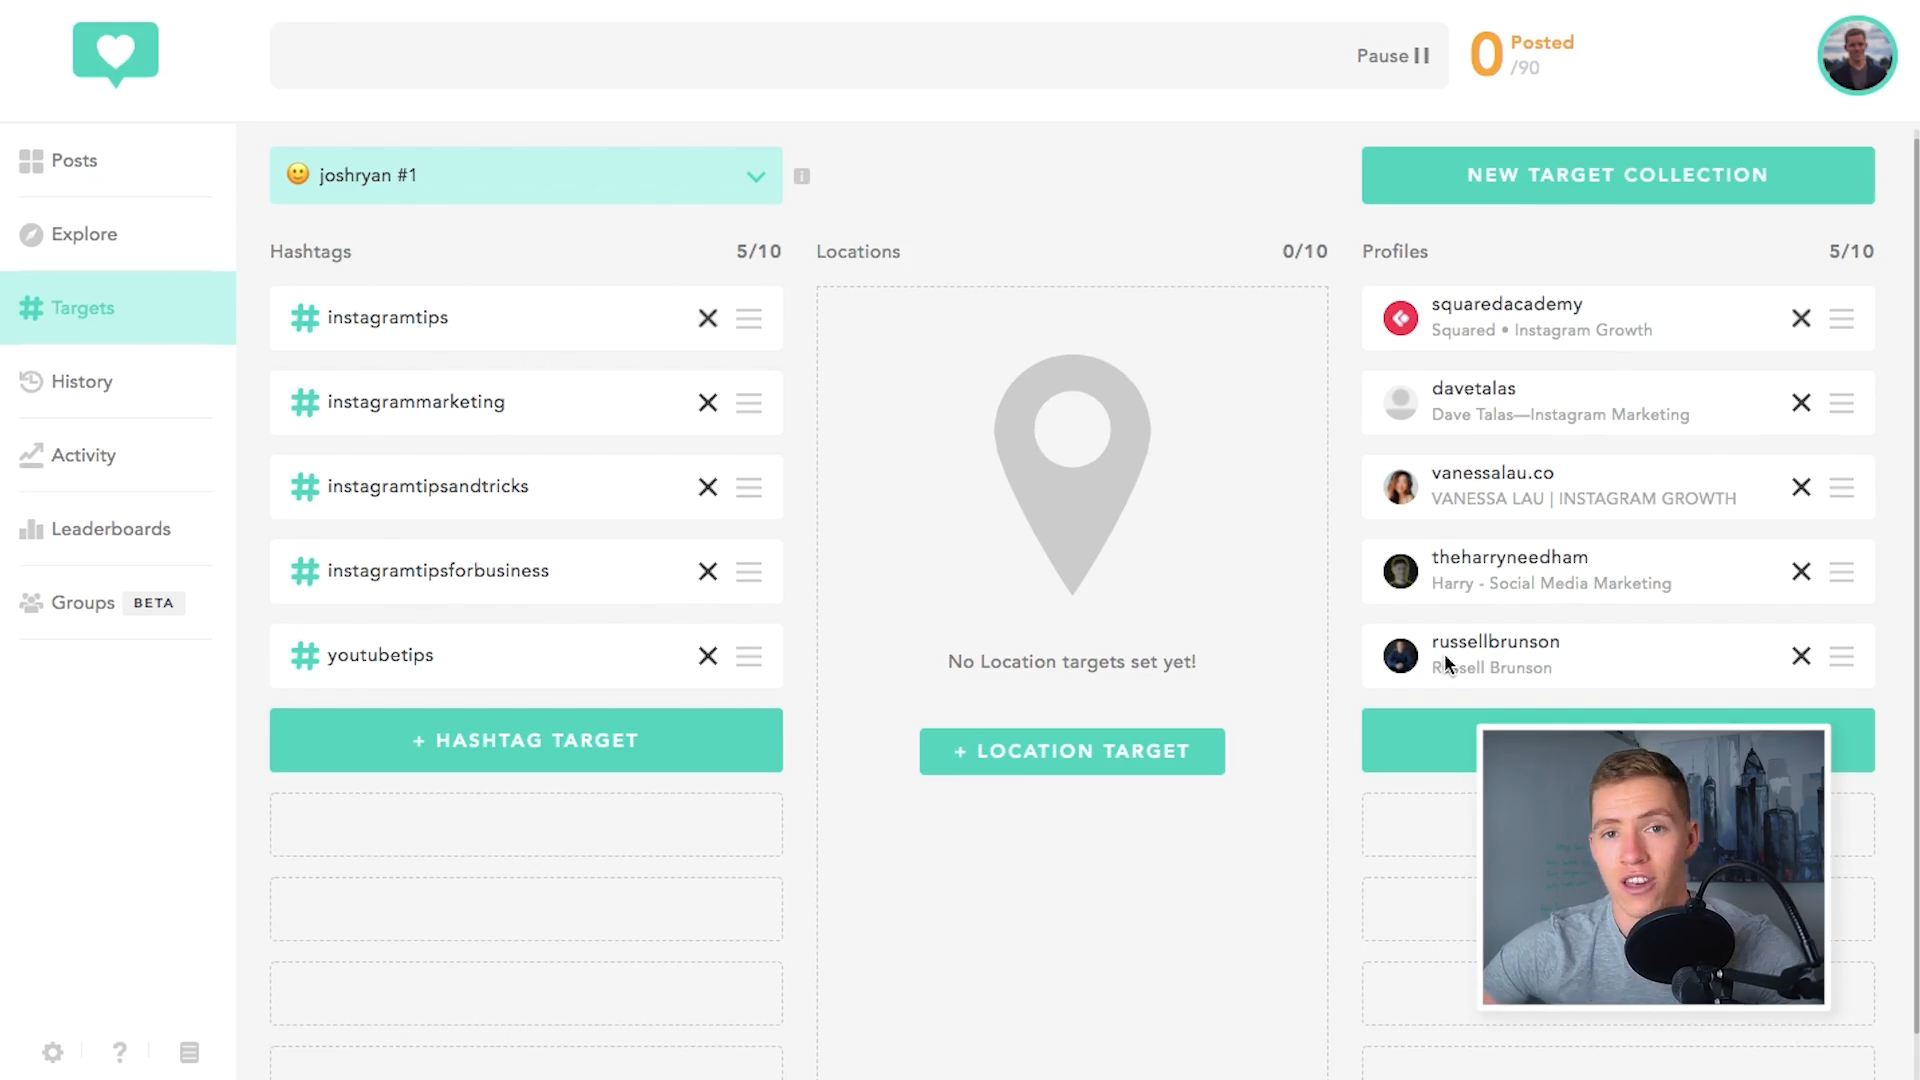 Pause
0 Posted
/90
Posts
Explore
Targets
History
Activity
Leaderboards
Groups BETA
joshryan #1
i
NEW TARGET COLLECTION
Hashtags 5/10
instagramtips
instagrammarketing
instagramtipsandtricks
instagramtipsforbusiness
youtubetips
+ HASHTAG TARGET
Locations 0/10
No Location targets set yet!
+ LOCATION TARGET
Profiles 5/10
squaredacademy
Squared • Instagram Growth
davetalas
Dave Talas—Instagram Marketing
vanessalau.co
VANESSA LAU | INSTAGRAM GROWTH
theharryneedham
Harry - Social Media Marketing
russellbrunson
Russell Brunson
?